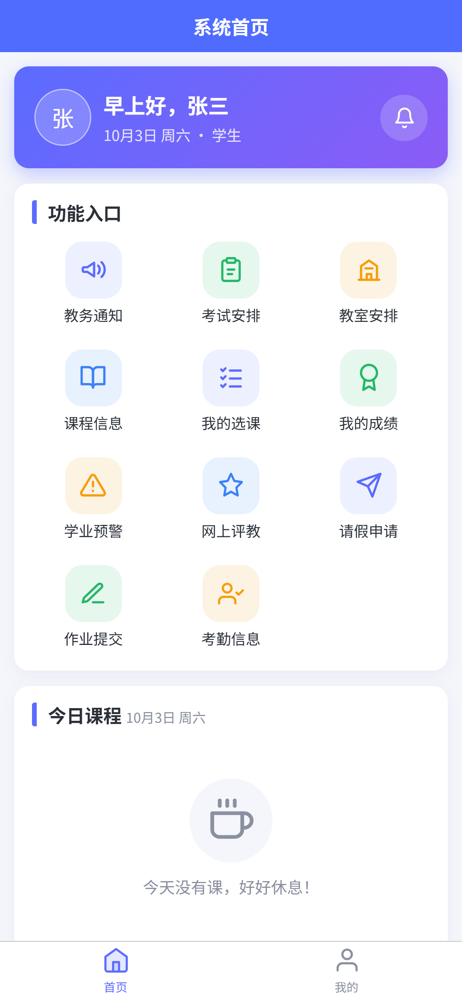 系统首页
张
早上好，张三
10月3日 周六 · 学生
功能入口
教务通知
考试安排
教室安排
课程信息
我的选课
我的成绩
学业预警
网上评教
请假申请
作业提交
考勤信息
今日课程 10月3日 周六
今天没有课，好好休息！
首页
我的